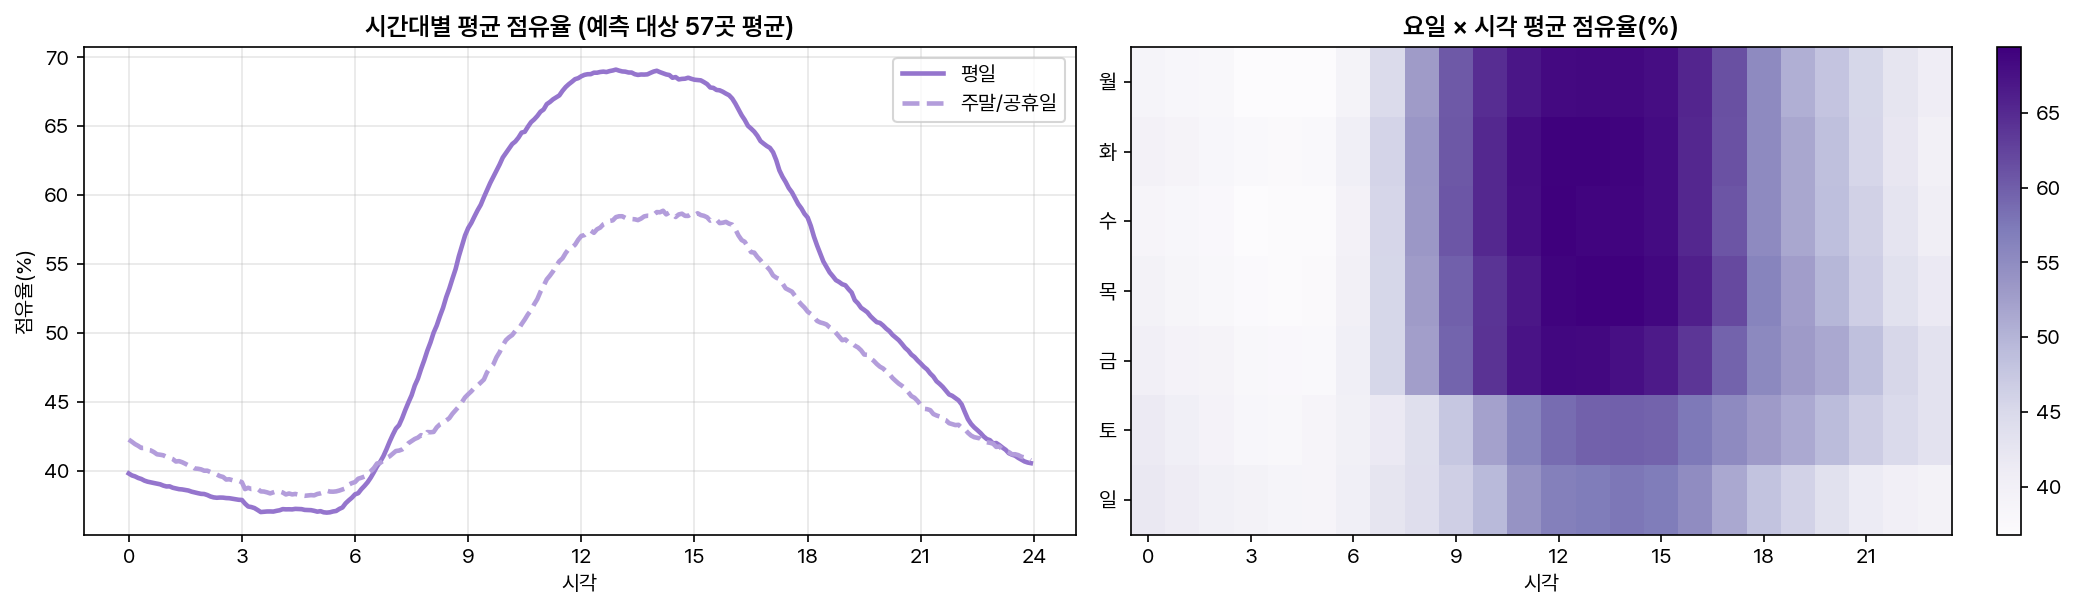 시간대별 평균 점유율 (예측 대상 57곳 평균)
점유율(%)
70
65
60
55
50
45
40
평일
주말/공휴일
0 3 6 9 12 15 18 21 24
시각
요일 × 시각 평균 점유율(%)
월
화
수
목
금
토
일
0 3 6 9 12 15 18 21
시각
65
60
55
50
45
40